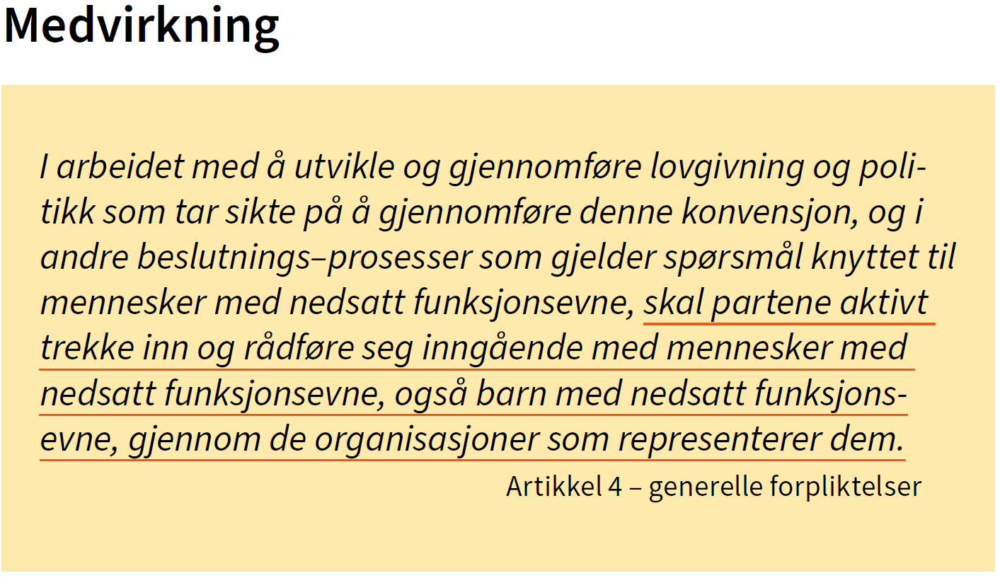 Medvirkning
I arbeidet med å utvikle og gjennomføre lovgivning og poli-
tikk som tar sikte på å gjennomføre denne konvensjon, og i
andre beslutnings–prosesser som gjelder spørsmål knyttet til
mennesker med nedsatt funksjonsevne, skal partene aktivt
trekke inn og rådføre seg inngående med mennesker med
nedsatt funksjonsevne, også barn med nedsatt funksjons-
evne, gjennom de organisasjoner som representerer dem.
Artikkel 4 – generelle forpliktelser